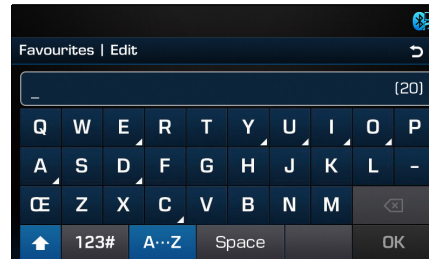 Favourites | Edit
_ (20)
Q W E R T Y U I O P
A S D F G H J K L -
Œ Z X C V B N M
123# A···Z Space OK